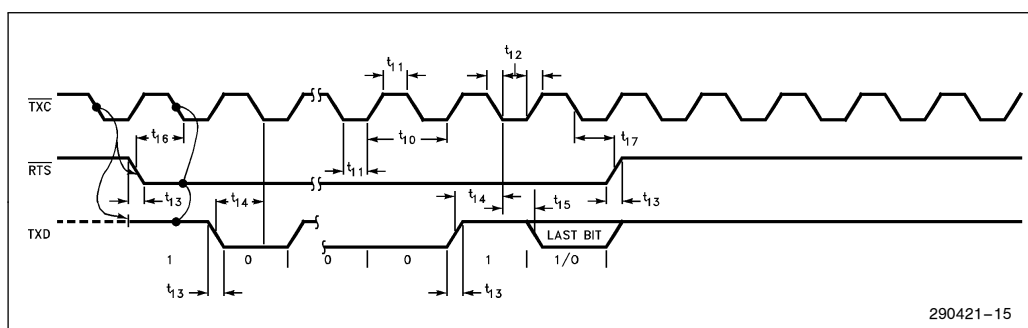 t12
t11
TXC
t16
t10
t17
t11
RTS
t13
t14
t14
t15
t13
TXD
LAST BIT
1 0 0 0 1 1/0
t13
t13
290421–15